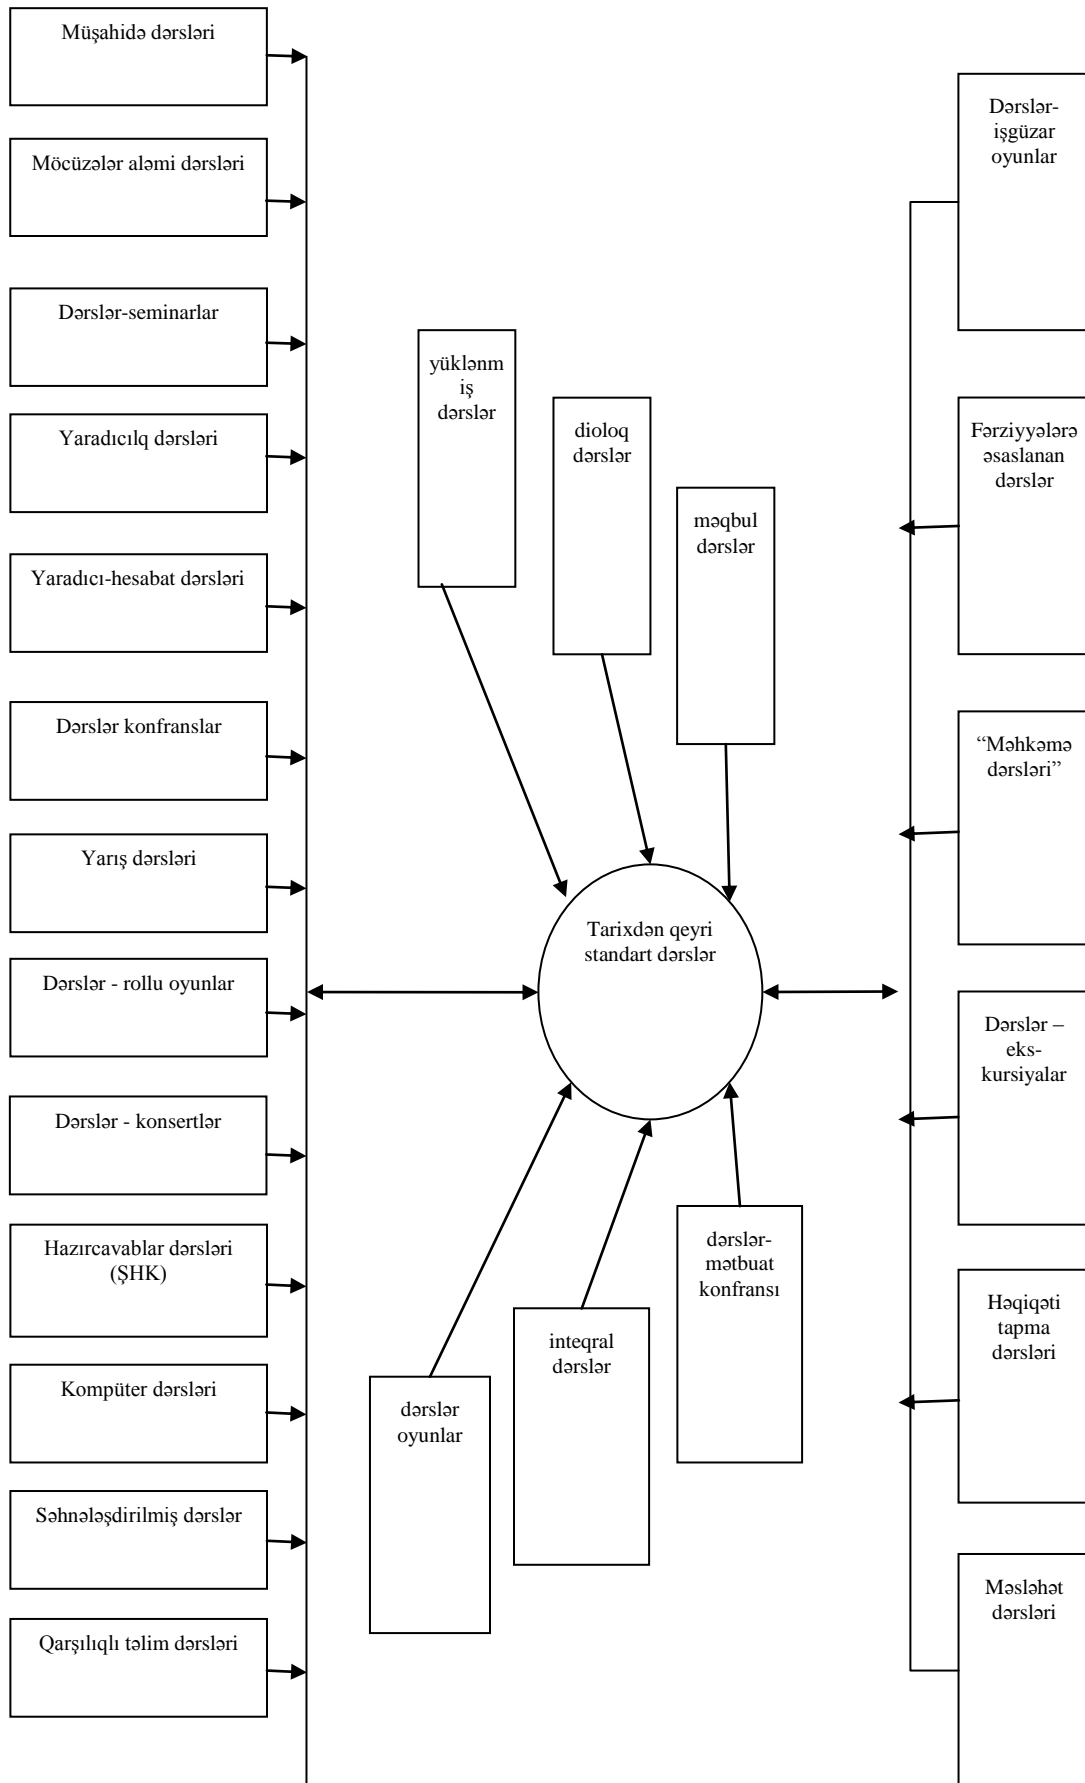 Müşahidə dərsləri
Möcüzələr aləmi dərsləri
Dərslər-seminarlar
Yaradıcılq dərsləri
Yaradıcı-hesabat dərsləri
Dərslər konfranslar
Yarış dərsləri
Dərslər - rollu oyunlar
Dərslər - konsertlər
Hazırcavablar dərsləri
(ŞHK)
Kompüter dərsləri
Səhnələşdirilmiş dərslər
Qarşılıqlı təlim dərsləri
yüklənm
iş
dərslər
dioloq
dərslər
məqbul
dərslər
Tarixdən qeyri
standart dərslər
dərslər
oyunlar
inteqral
dərslər
dərslər-
mətbuat
konfransı
Dərslər-
işgüzar
oyunlar
Fərziyyələrə
əsaslanan
dərslər
“Məhkəmə
dərsləri”
Dərslər –
eks-
kursiyalar
Həqiqəti
tapma
dərsləri
Məsləhət
dərsləri